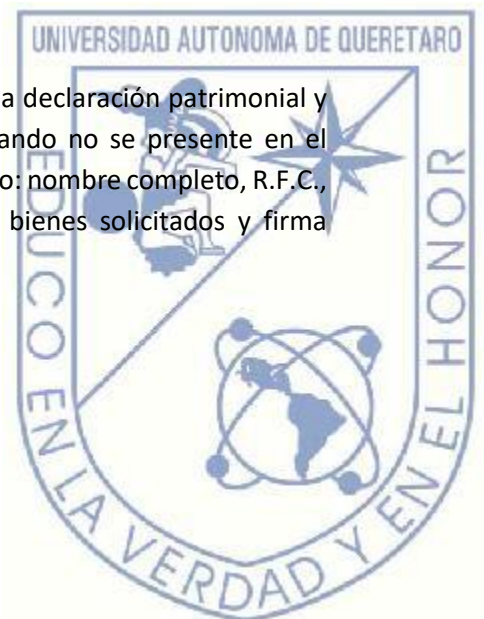 UNIVERSIDAD AUTONOMA DE QUERETARO
a declaración patrimonial y
ando no se presente en el
o: nombre completo, R.F.C.,
bienes solicitados y firma
EDUCO EN LA VERDAD Y EN EL HONOR